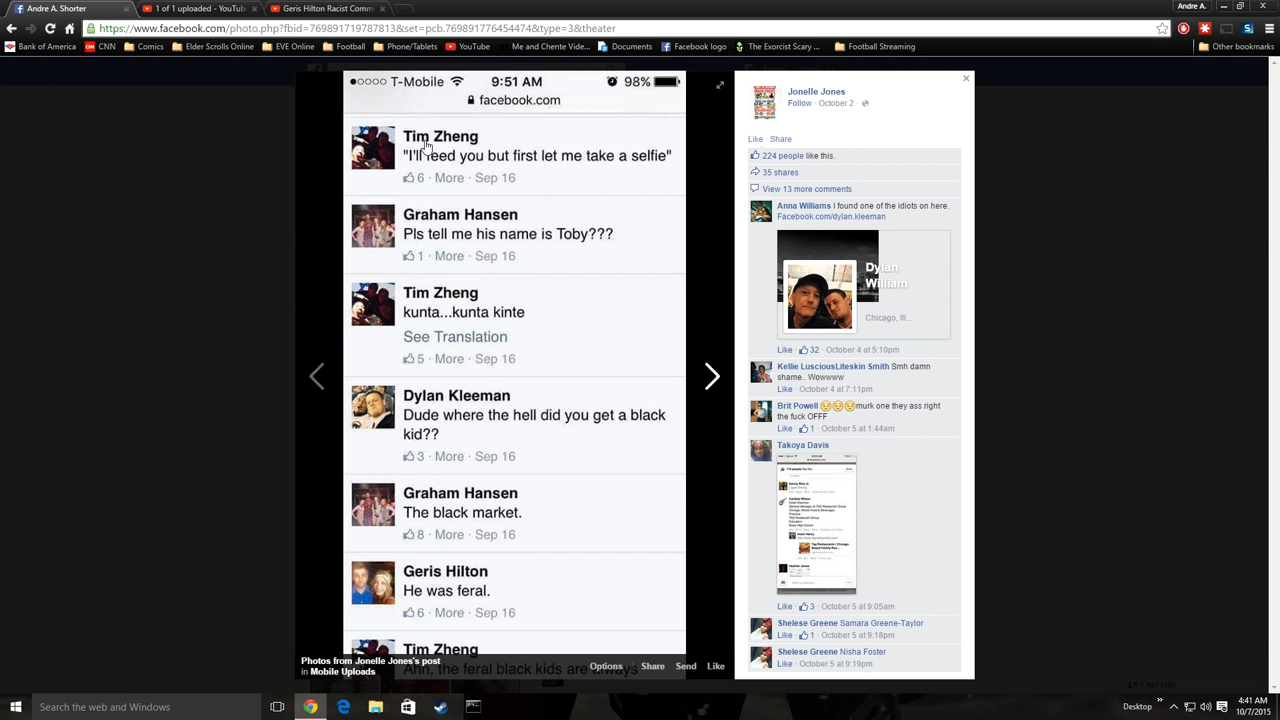 Andre A. Shorter
1 of 1 uploaded - YouTub
Geris Hilton Racist Com
Andre A.
https://www.facebook.com/photo.php?fbid=769891719787813&set=pcb.769891776454474&type=3&theater
Bank of America
CNN
Comics
Elder Scrolls Online
EVE Online
Football
Phone/Tablets
YouTube
Me and Chente Vide...
Documents
Facebook logo
The Exorcist Scary ...
Football Streaming
Other bookmarks
T-Mobile
9:51 AM
98%
facebook.com
Tim Zheng
"I'll feed you but first let me take a selfie"
6 · More · Sep 16
Graham Hansen
Pls tell me his name is Toby???
1 · More · Sep 16
Tim Zheng
kunta...kunta kinte
See Translation
5 · More · Sep 16
Dylan Kleeman
Dude where the hell did you get a black
kid??
3 · More · Sep 16
Graham Hansen
The black market.
8 · More · Sep 16
Geris Hilton
He was feral.
6 · More · Sep 16
Tim Zheng
Ahh, the feral black kids are always
Photos from Jonelle Jones's post
in Mobile Uploads
Options
Share
Send
Like
Jonelle Jones
Follow · October 2 ·
Like · Share
224 people like this.
35 shares
View 13 more comments
Anna Williams I found one of the idiots on here.
Facebook.com/dylan.kleeman
Dylan
William
Chicago, Ill...
Like · 32 · October 4 at 5:10pm
Kellie LusciousLiteskin Smith Smh damn
shame.. Wowwww
Like · October 4 at 7:11pm
Brit Powell murk one they ass right
the fuck OFFF
Like · 1 · October 5 at 1:44am
Takoya Davis
Like · 3 · October 5 at 9:05am
Shelese Greene Samara Greene-Taylor
Like · 1 · October 5 at 9:18pm
Shelese Greene Nisha Foster
Like · October 5 at 9:19pm
Search the web and Windows
Desktop
4:41 AM
10/7/2015